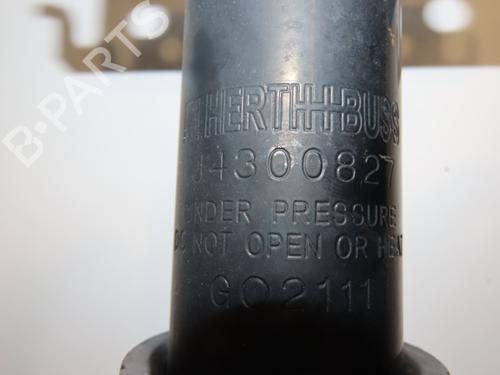 HERTH+BUSS
J4300827
UNDER PRESSURE
DO NOT OPEN OR HEAT
GO2111
B-Parts